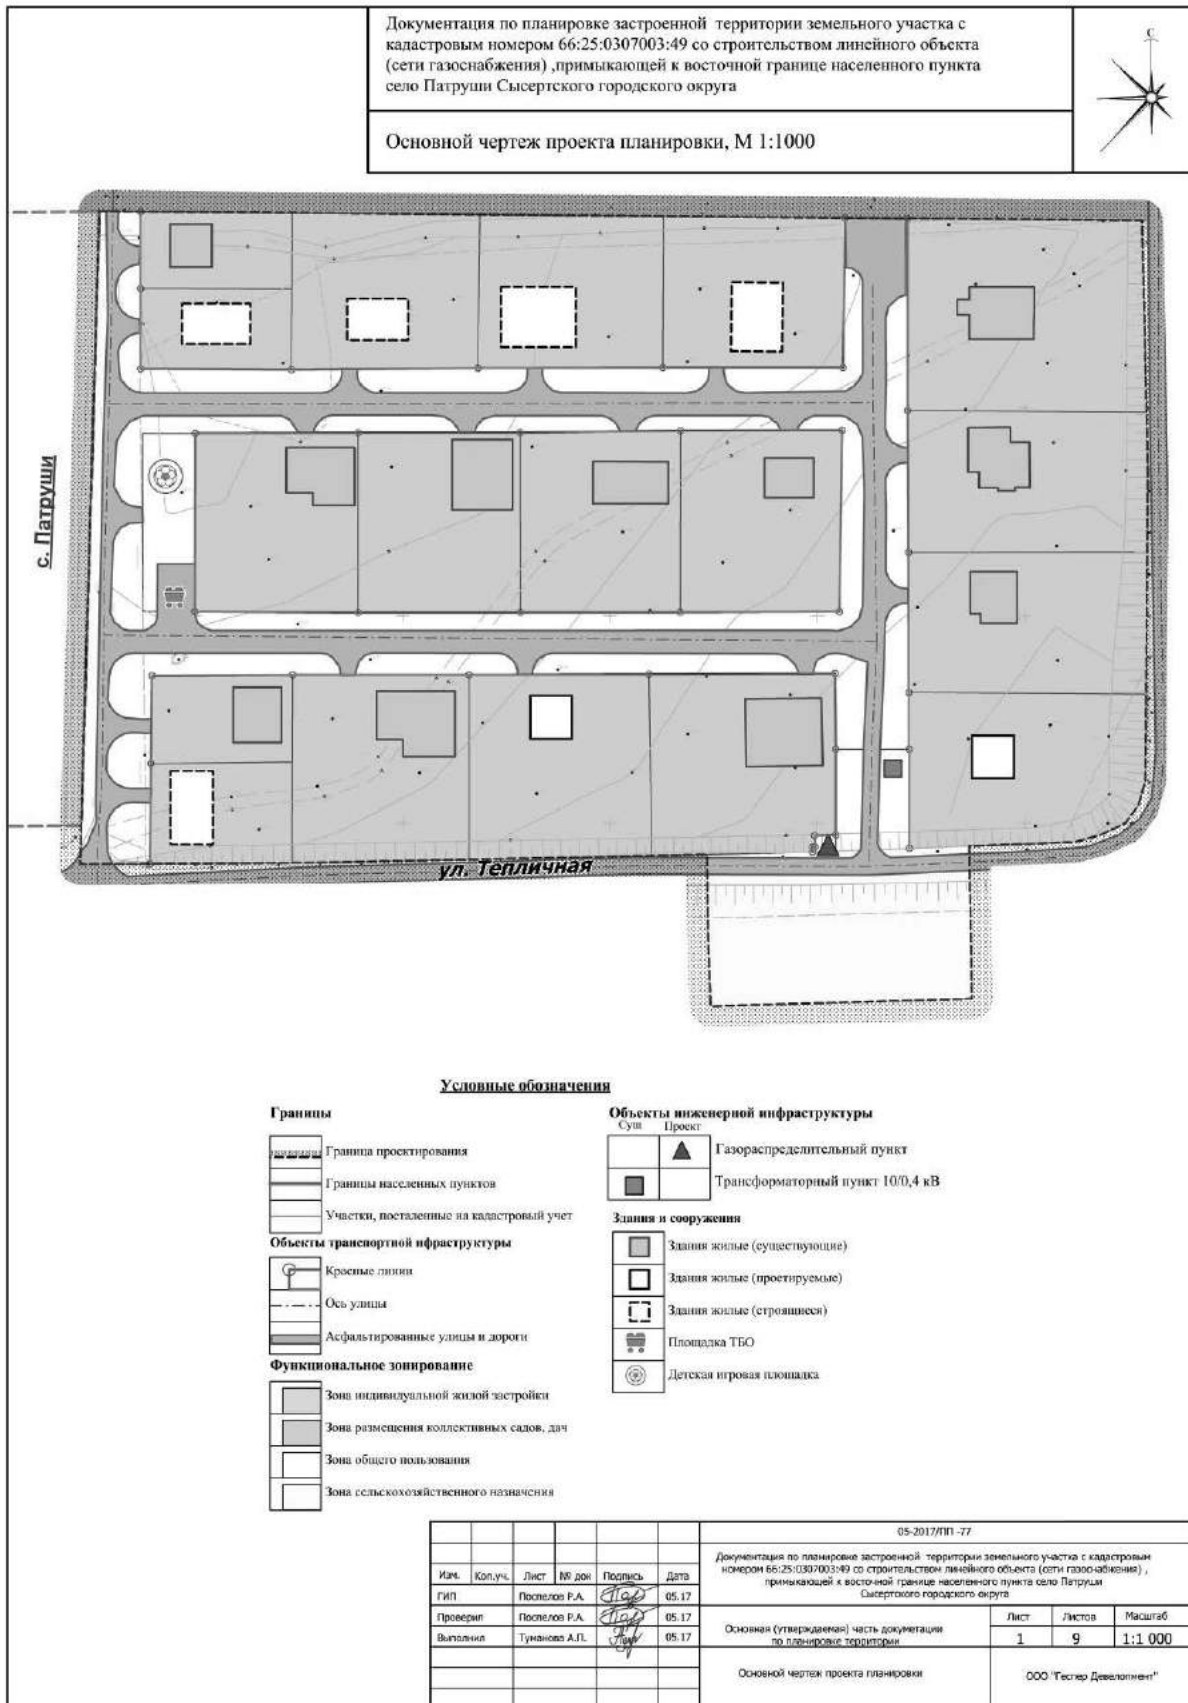 Документация по планировке застроенной территории земельного участка с
кадастровым номером 66:25:0307003:49 со строительством линейного объекта
(сети газоснабжения) ,примыкающей к восточной границе населенного пункта
село Патруши Сысертского городского округа
Основной чертеж проекта планировки, М 1:1000
С
с. Патруши
ул. Тепличная
Условные обозначения
Границы
Граница проектирования
Границы населенных пунктов
Участки, посталенные на кадастровый учет
Объекты транспортной ифраструктуры
Красные линии
Ось улицы
Асфальтированные улицы и дороги
Функциональное зонирование
Зона индивидуальной жилой застройки
Зона размещения коллективных садов, дач
Зона общего пользования
Зона сельскохозяйственного назначения
Объекты инженерной инфраструктуры
Сущ Проект
Газораспределительный пункт
Трансформаторный пункт 10/0,4 кВ
Здания и сооружения
Здания жилые (существующие)
Здания жилые (проетируемые)
Здания жилые (строящиеся)
Площадка ТБО
Детская игровая площадка
05-2017/ПП -77
Документация по планировке застроенной территории земельного участка с кадастровым
номером 66:25:0307003:49 со строительством линейного объекта (сети газоснабжения) ,
примыкающей к восточной границе населенного пункта село Патруши
Сысертского городского округа
Изм. Кол.уч. Лист № док Подпись Дата
ГИП Поспелов Р.А. 05.17
Проверил Поспелов Р.А. 05.17
Выполнил Туманова А.П. 05.17
Основная (утверждаемая) часть докуметации
по планировке территории
Лист Листов Масштаб
1 9 1:1 000
Основной чертеж проекта планировки
ООО "Геспер Девелопмент"